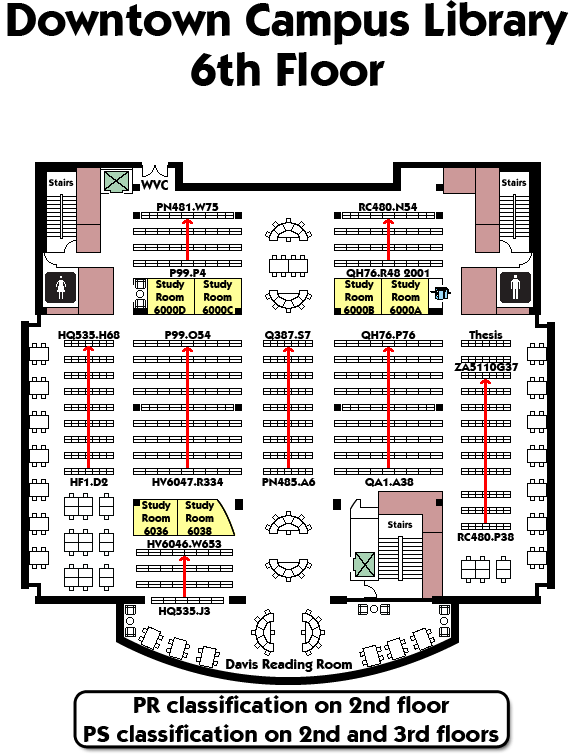 Downtown Campus Library
6th Floor
Stairs
WVC
Stairs
PN481.W75
RC480.N54
P99.P4
QH76.R48 2001
Study
Room
6000D
Study
Room
6000C
Study
Room
6000B
Study
Room
6000A
HQ535.H68
P99.O54
Q387.S7
QH76.P76
Thesis
ZA5110G37
HF1.D2
HV6047.R334
PN485.A6
QA1.A38
Study
Room
6036
Study
Room
6038
Stairs
RC480.P38
HV6046.W653
HQ535.J3
Davis Reading Room
PR classification on 2nd floor
PS classification on 2nd and 3rd floors